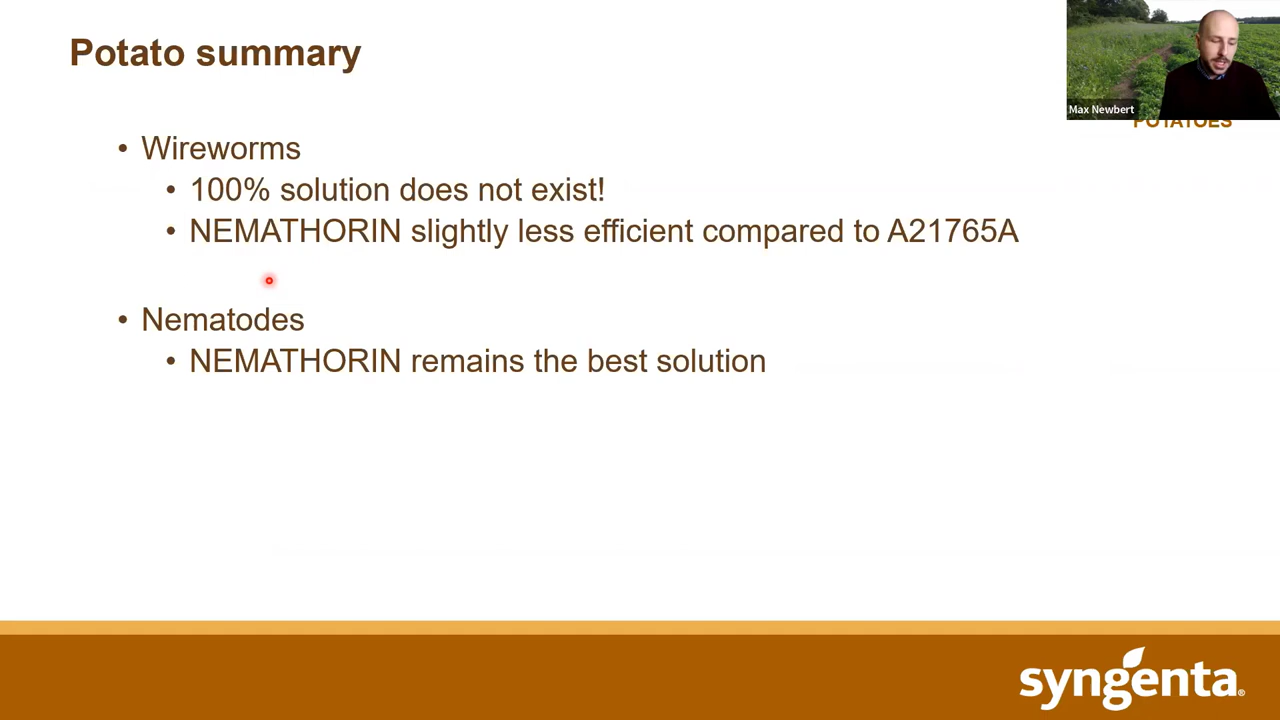 Potato summary
Max Newbert
POTATOES
• Wireworms
• 100% solution does not exist!
• NEMATHORIN slightly less efficient compared to A21765A
• Nematodes
• NEMATHORIN remains the best solution
syngenta®